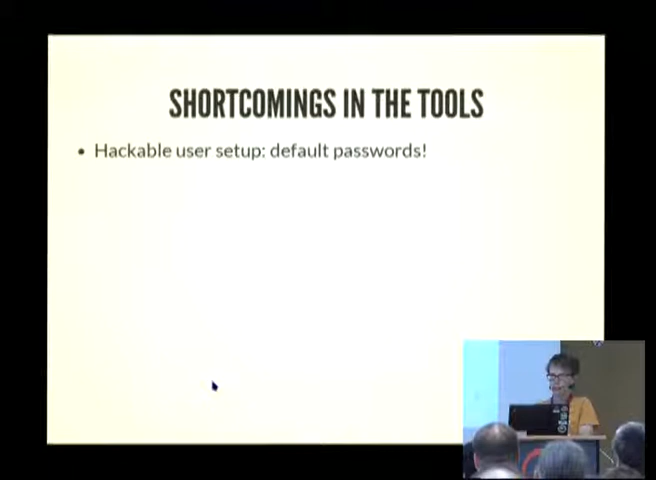 SHORTCOMINGS IN THE TOOLS
• Hackable user setup: default passwords!